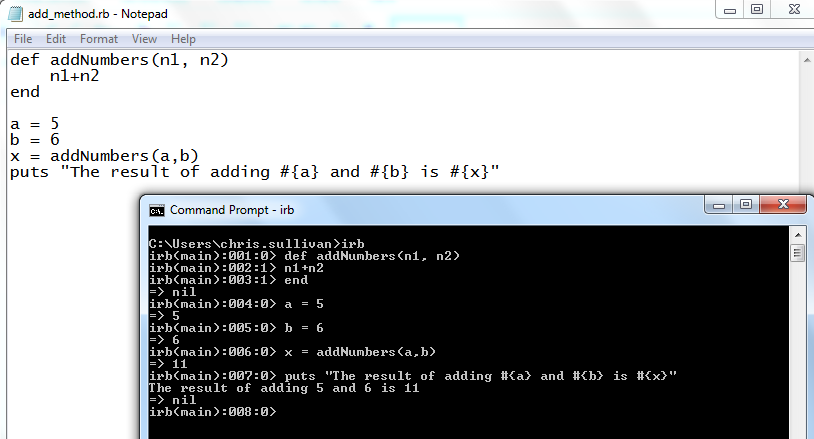 add_method.rb - Notepad
File Edit Format View Help
def addNumbers(n1, n2)
    n1+n2
end
a = 5
b = 6
x = addNumbers(a,b)
puts "The result of adding #{a} and #{b} is #{x}"
C:\. Command Prompt - irb
C:\Users\chris.sullivan>irb
irb(main):001:0> def addNumbers(n1, n2)
irb(main):002:1> n1+n2
irb(main):003:1> end
=> nil
irb(main):004:0> a = 5
=> 5
irb(main):005:0> b = 6
=> 6
irb(main):006:0> x = addNumbers(a,b)
=> 11
irb(main):007:0> puts "The result of adding #{a} and #{b} is #{x}"
The result of adding 5 and 6 is 11
=> nil
irb(main):008:0>